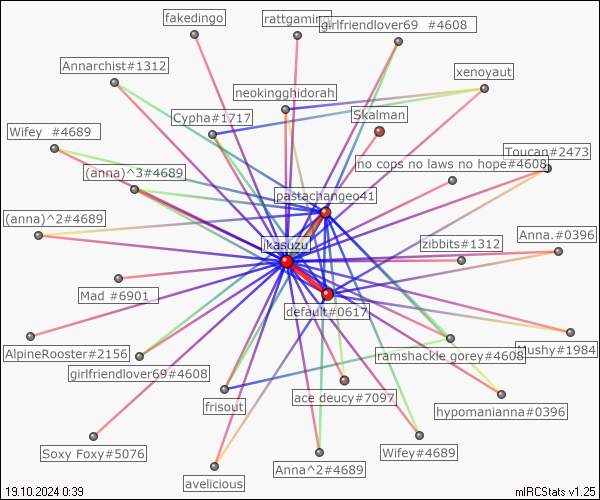 fakedingo
rattgaming
girlfriendlover69 #4608
Annarchist#1312
xenoyaut
neokingghidorah
Cypha#1717
Skalman
Wifey #4689
Toucan#2473
no cops no laws no hope#4608
(anna)^3#4689
pastachangeo41
(anna)^2#4689
Anna.#0396
ikasuzu
zibbits#1312
Mad #6901
default#0617
AlpineRooster#2156
ramshackle gorey#4608
Mushy#1984
girlfriendlover69#4608
frisout
ace deucy#7097
hypomanianna#0396
Soxy Foxy#5076
Wifey#4689
Anna^2#4689
avelicious
19.10.2024 0:39
mIRCStats v1.25